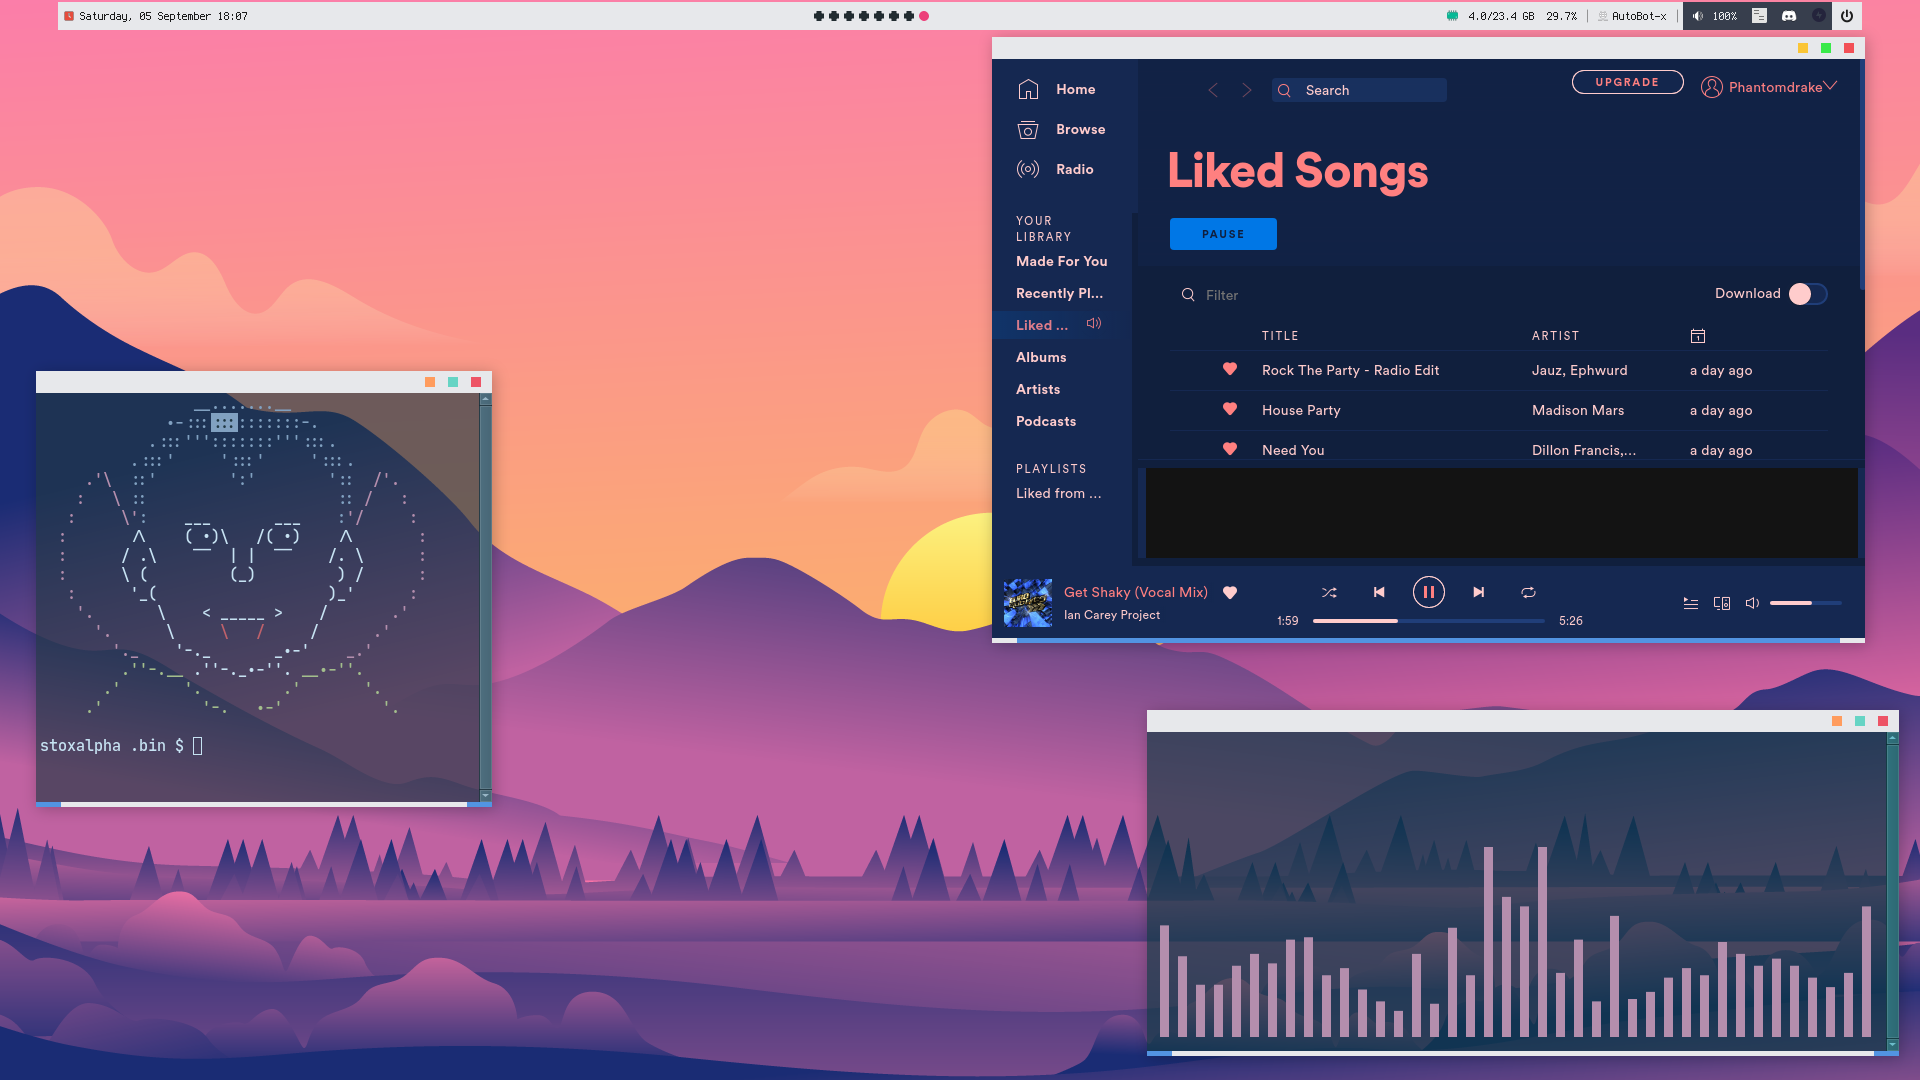 Saturday, 05 September 18:07
4.0/23.4 GB 29.7% | AutoBot-x | 100%
Home
Browse
Radio
YOUR
LIBRARY
Made For You
Recently Pl...
Liked ...
Albums
Artists
Podcasts
PLAYLISTS
Liked from ...
Search
UPGRADE
Phantomdrake
Liked Songs
PAUSE
Filter
Download
TITLE ARTIST
Rock The Party - Radio Edit Jauz, Ephwurd a day ago
House Party Madison Mars a day ago
Need You Dillon Francis,... a day ago
Get Shaky (Vocal Mix)
Ian Carey Project
1:59 5:26
stoxalpha .bin $